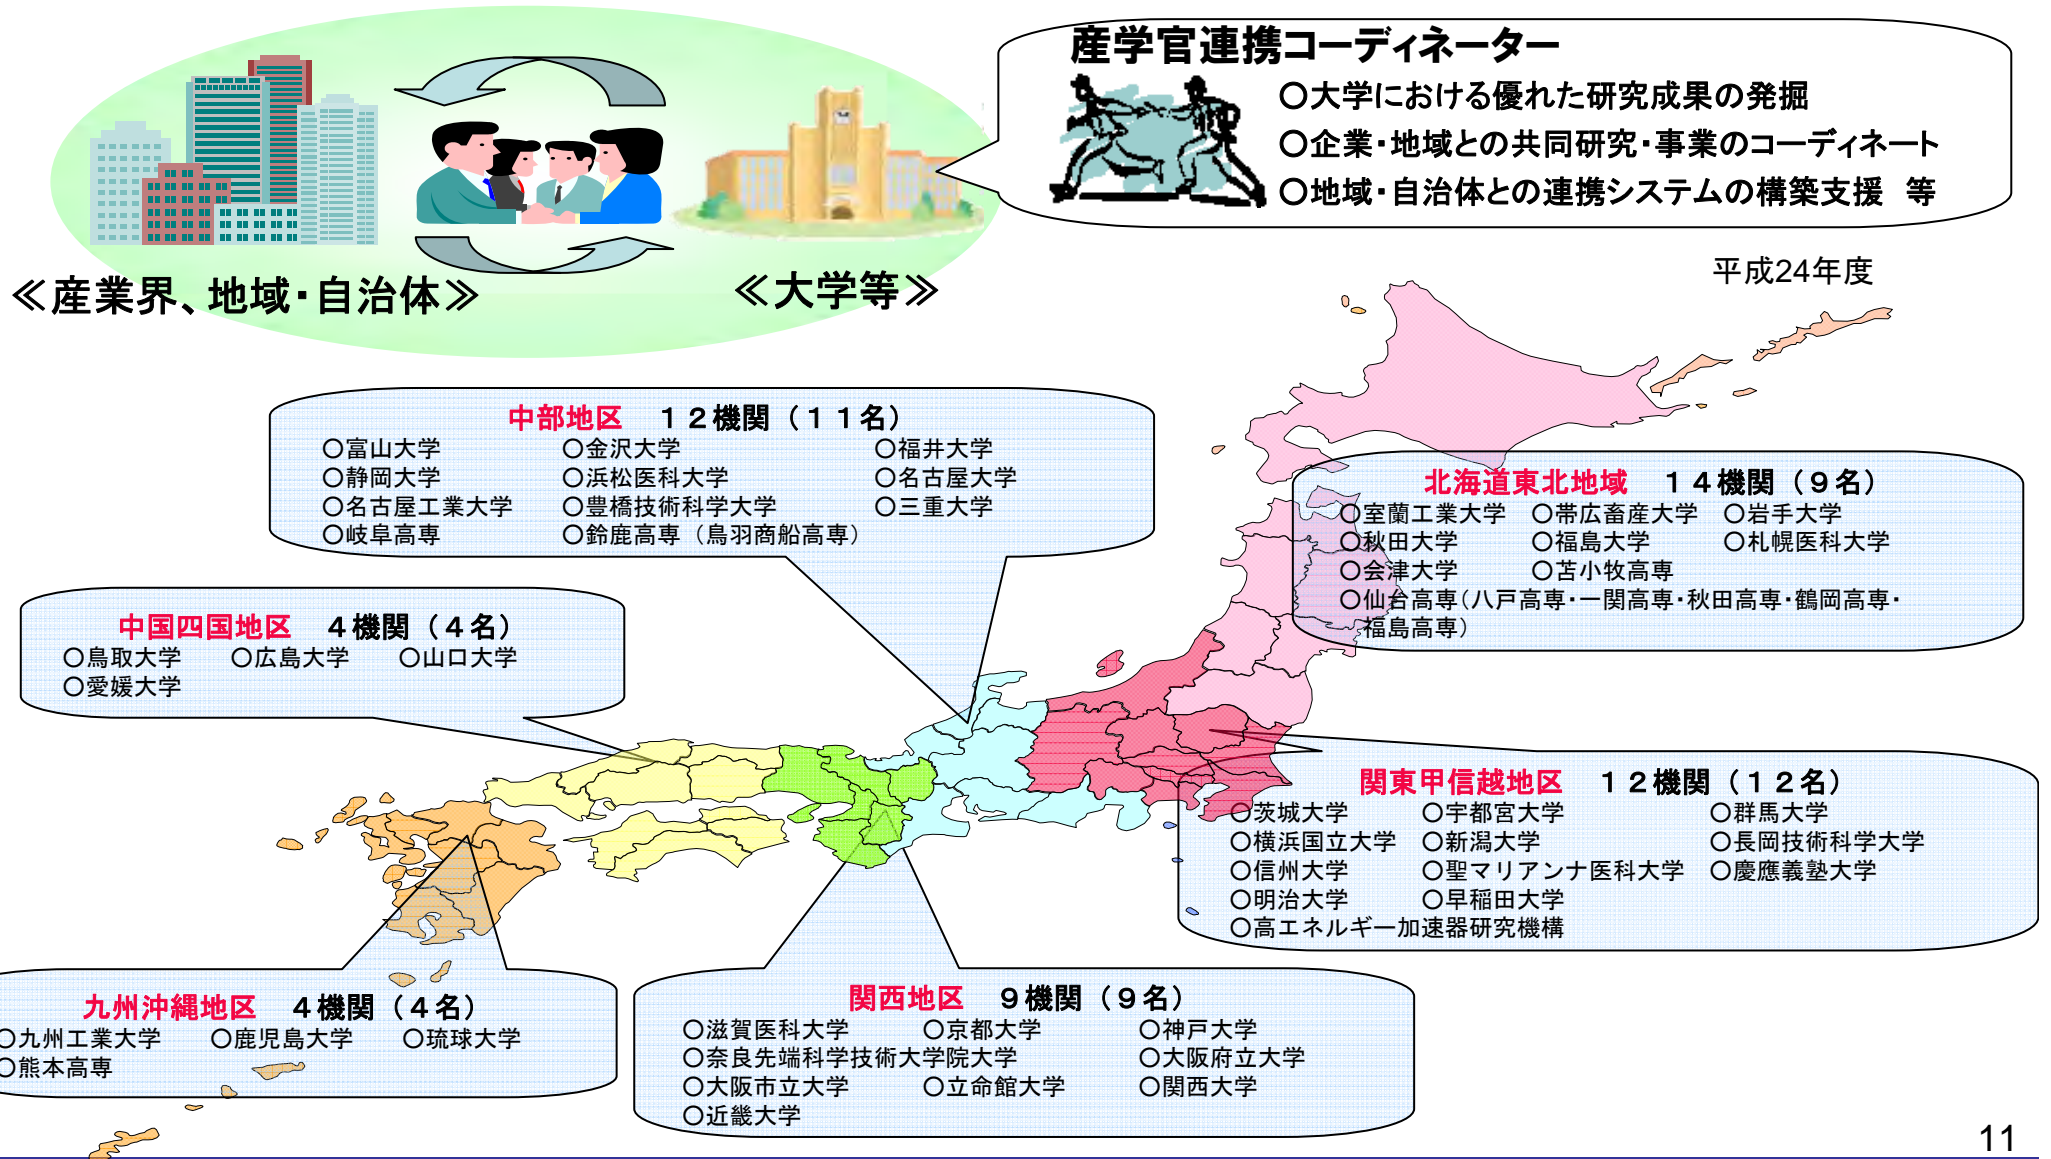 産学官連携コーディネーター
○大学における優れた研究成果の発掘
○企業・地域との共同研究・事業のコーディネート
○地域・自治体との連携システムの構築支援　等
≪産業界、地域・自治体≫
≪大学等≫
平成24年度
中部地区　１２機関（１１名）
○富山大学　○金沢大学　○福井大学
○静岡大学　○浜松医科大学　○名古屋大学
○名古屋工業大学　○豊橋技術科学大学　○三重大学
○岐阜高専　○鈴鹿高専（鳥羽商船高専）
北海道東北地域　１４機関（９名）
○室蘭工業大学　○帯広畜産大学　○岩手大学
○秋田大学　○福島大学　○札幌医科大学
○会津大学　○苫小牧高専
○仙台高専（八戸高専・一関高専・秋田高専・鶴岡高専・
福島高専）
中国四国地区　４機関（４名）
○鳥取大学　○広島大学　○山口大学
○愛媛大学
関東甲信越地区　１２機関（１２名）
○茨城大学　○宇都宮大学　○群馬大学
○横浜国立大学　○新潟大学　○長岡技術科学大学
○信州大学　○聖マリアンナ医科大学　○慶應義塾大学
○明治大学　○早稲田大学
○高エネルギー加速器研究機構
九州沖縄地区　４機関（４名）
○九州工業大学　○鹿児島大学　○琉球大学
○熊本高専
関西地区　９機関（９名）
○滋賀医科大学　○京都大学　○神戸大学
○奈良先端科学技術大学院大学　○大阪府立大学
○大阪市立大学　○立命館大学　○関西大学
○近畿大学
11